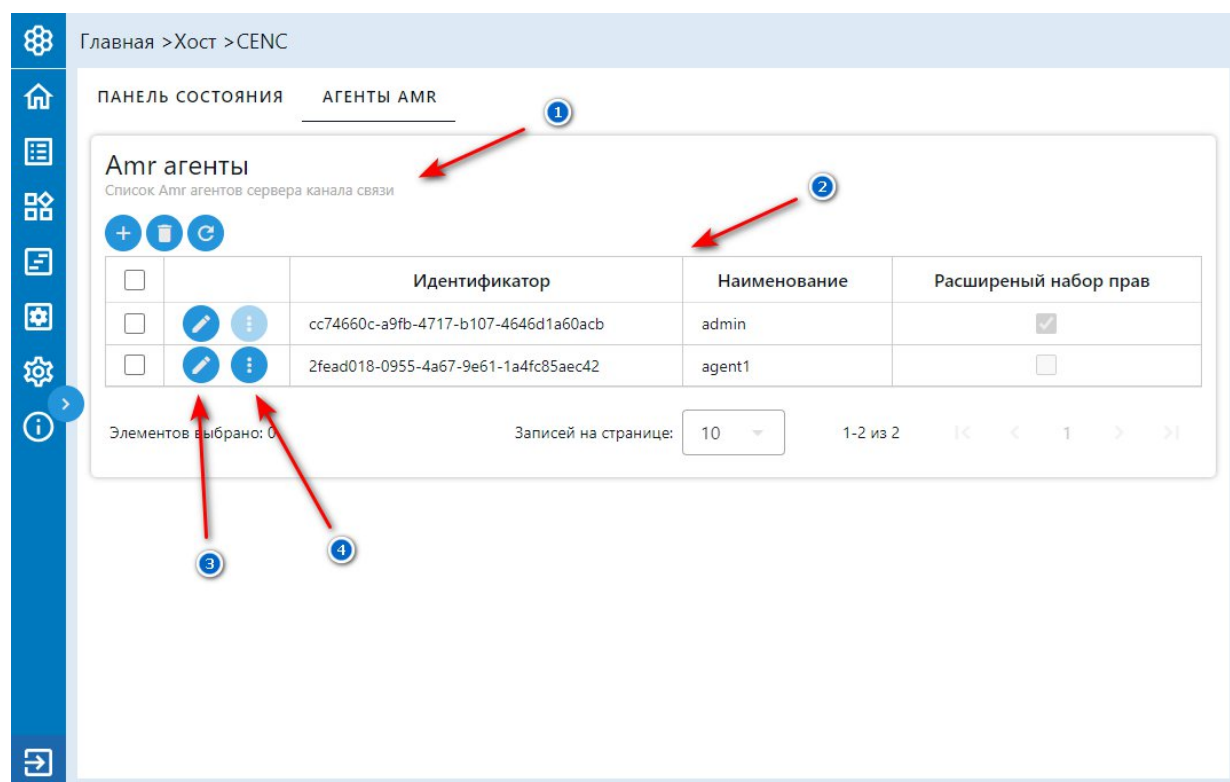 Главная >Хост >CENC
ПАНЕЛЬ СОСТОЯНИЯ АГЕНТЫ AMR
1
Amr агенты
Список Amr агентов сервера канала связи
2
Идентификатор Наименование Расширеный набор прав
cc74660c-a9fb-4717-b107-4646d1a60acb admin
2fead018-0955-4a67-9e61-1a4fc85aec42 agent1
Элементов выбрано: 0 Записей на странице: 10 1-2 из 2 |< < 1 > >|
3 4